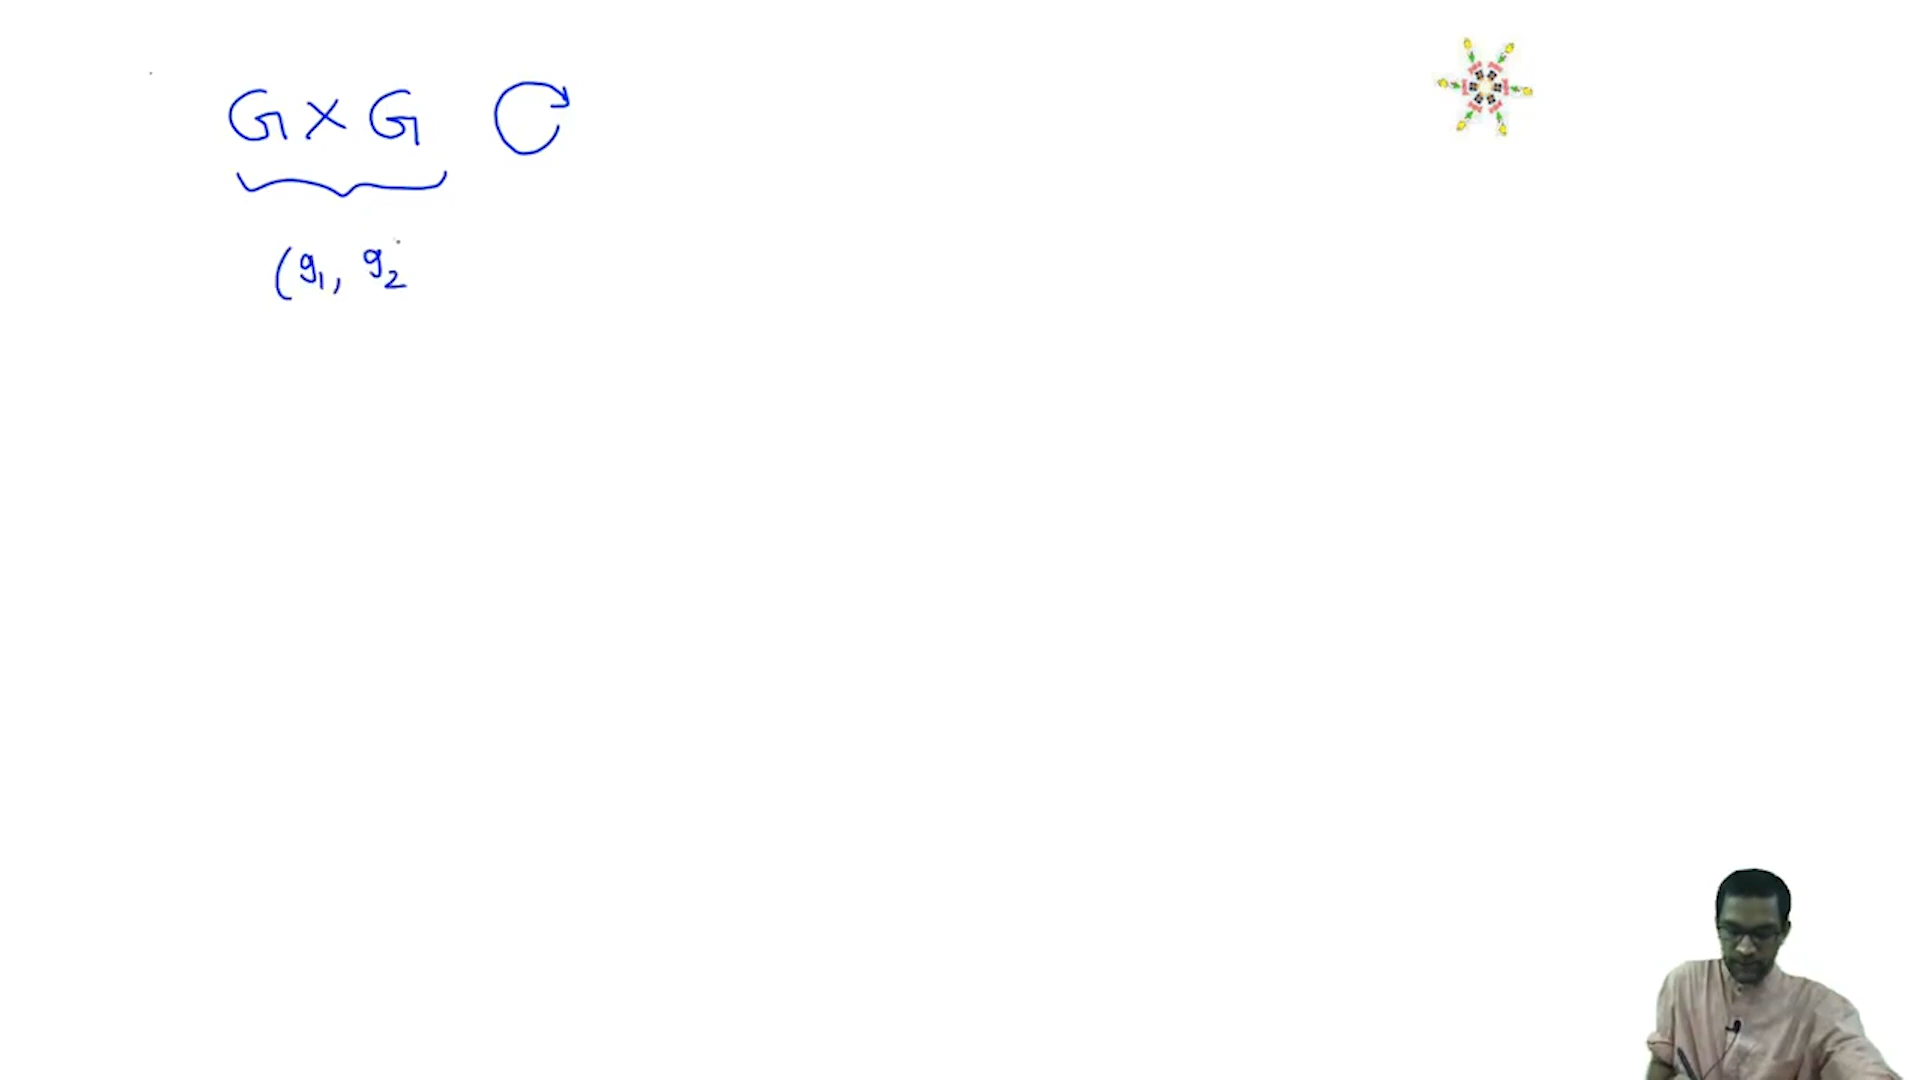 G × G ↻
(g₁, g₂